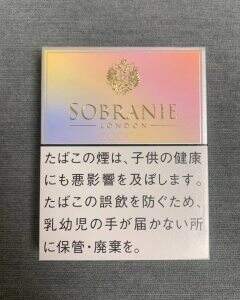 SOBRANIE
LONDON
たばこの煙は、子供の健康
にも悪影響を及ぼします。
たばこの誤飲を防ぐため、
乳幼児の手が届かない所
に保管・廃棄を。